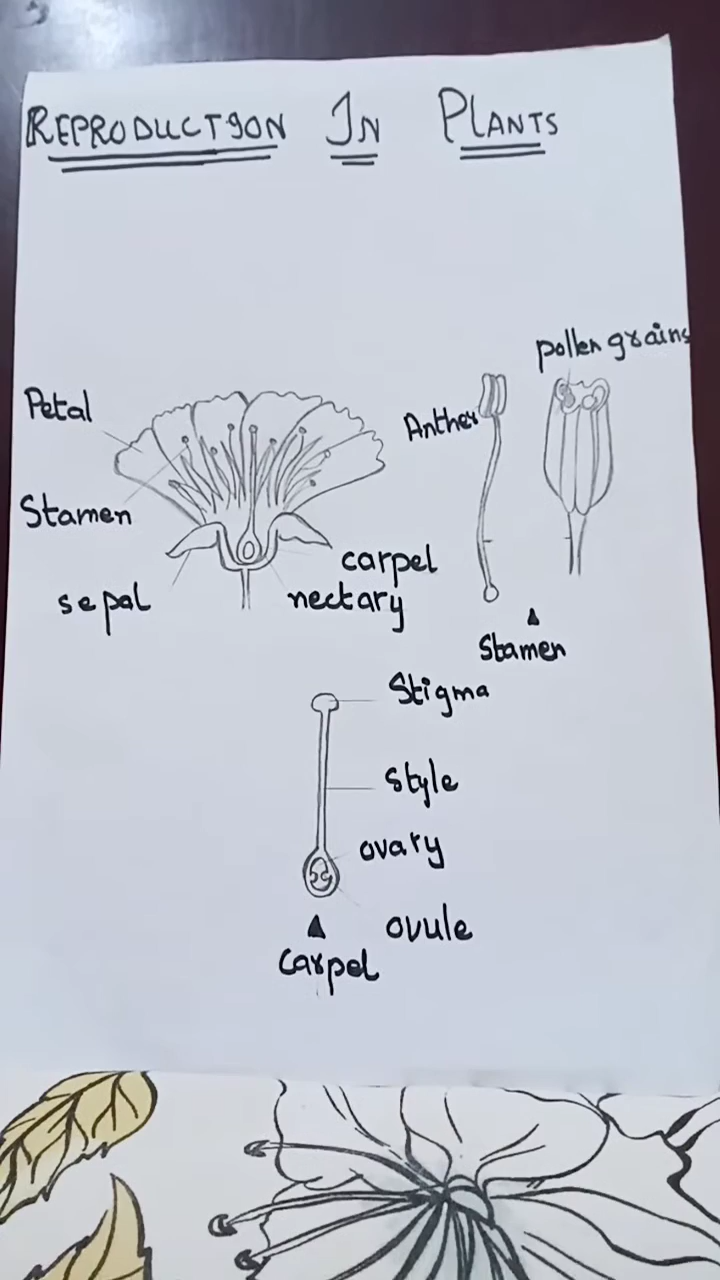 REPRODUCTION IN PLANTS
pollen grains
Petal
Anther
Stamen
carpel
sepal
nectary
Stamen
Stigma
style
ovary
ovule
Carpel